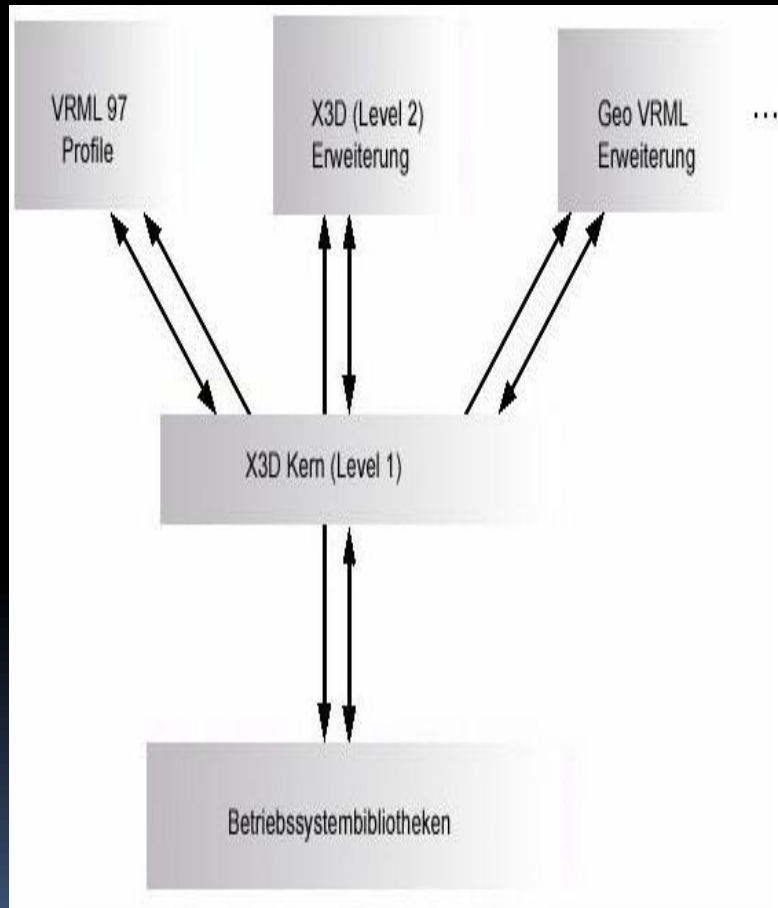 VRML 97
Profile
X3D (Level 2)
Erweiterung
Geo VRML
Erweiterung
...
X3D Kern (Level 1)
Betriebssystembibliotheken